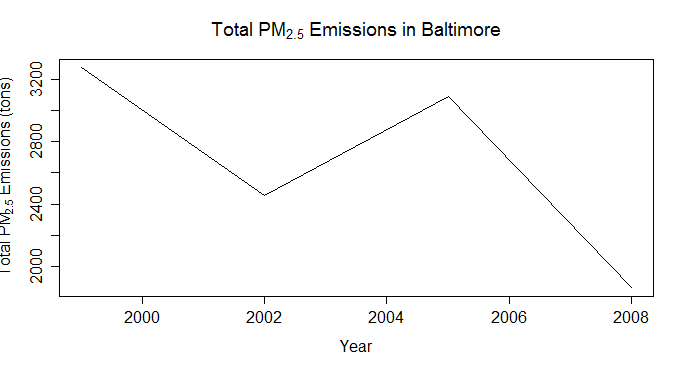 Total PM2.5 Emissions in Baltimore
Total PM2.5 Emissions (tons)
3200
2800
2400
2000
2000 2002 2004 2006 2008
Year